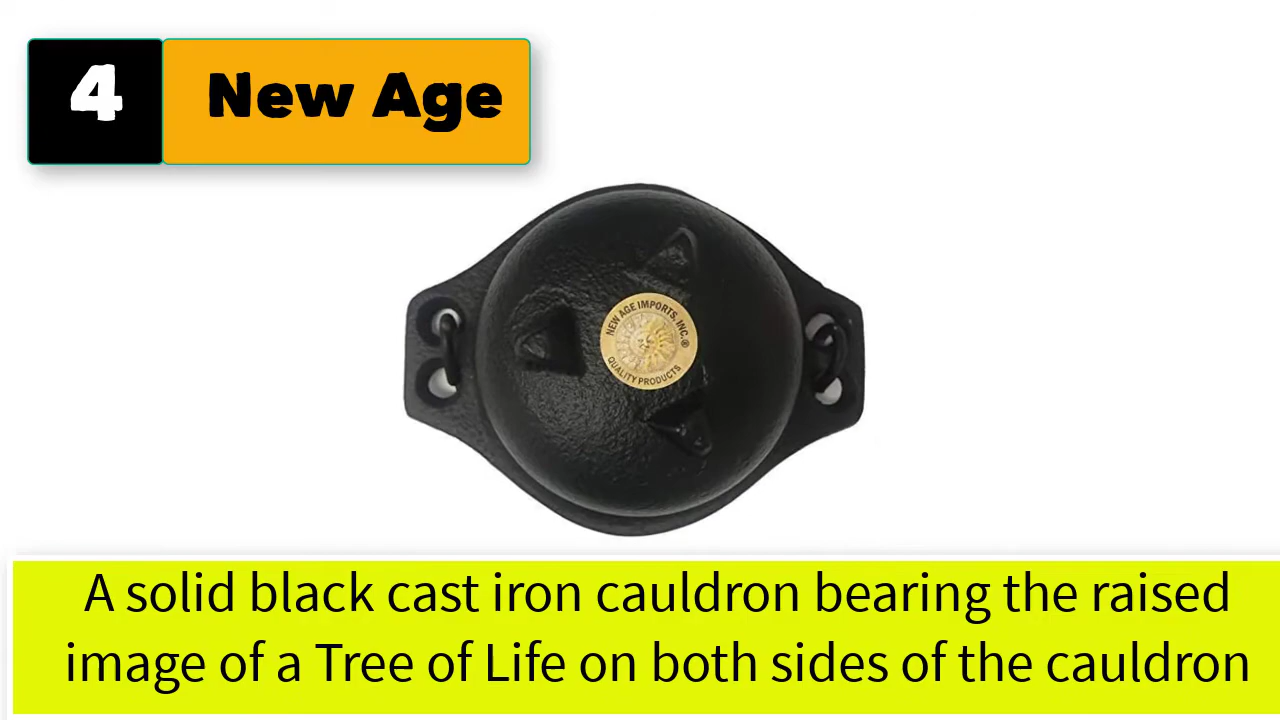 4 New Age
NEW AGE IMPORTS, INC.®
QUALITY PRODUCTS
A solid black cast iron cauldron bearing the raised
image of a Tree of Life on both sides of the cauldron